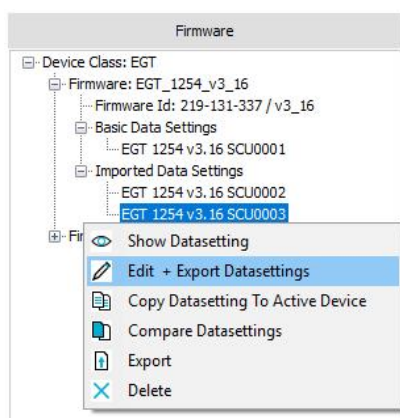 Firmware
Device Class: EGT
Firmware: EGT_1254_v3_16
Firmware Id: 219-131-337 / v3_16
Basic Data Settings
EGT 1254 v3.16 SCU0001
Imported Data Settings
EGT 1254 v3.16 SCU0002
EGT 1254 v3.16 SCU0003
Fi
Show Datasetting
Edit + Export Datasettings
Copy Datasetting To Active Device
Compare Datasettings
Export
Delete